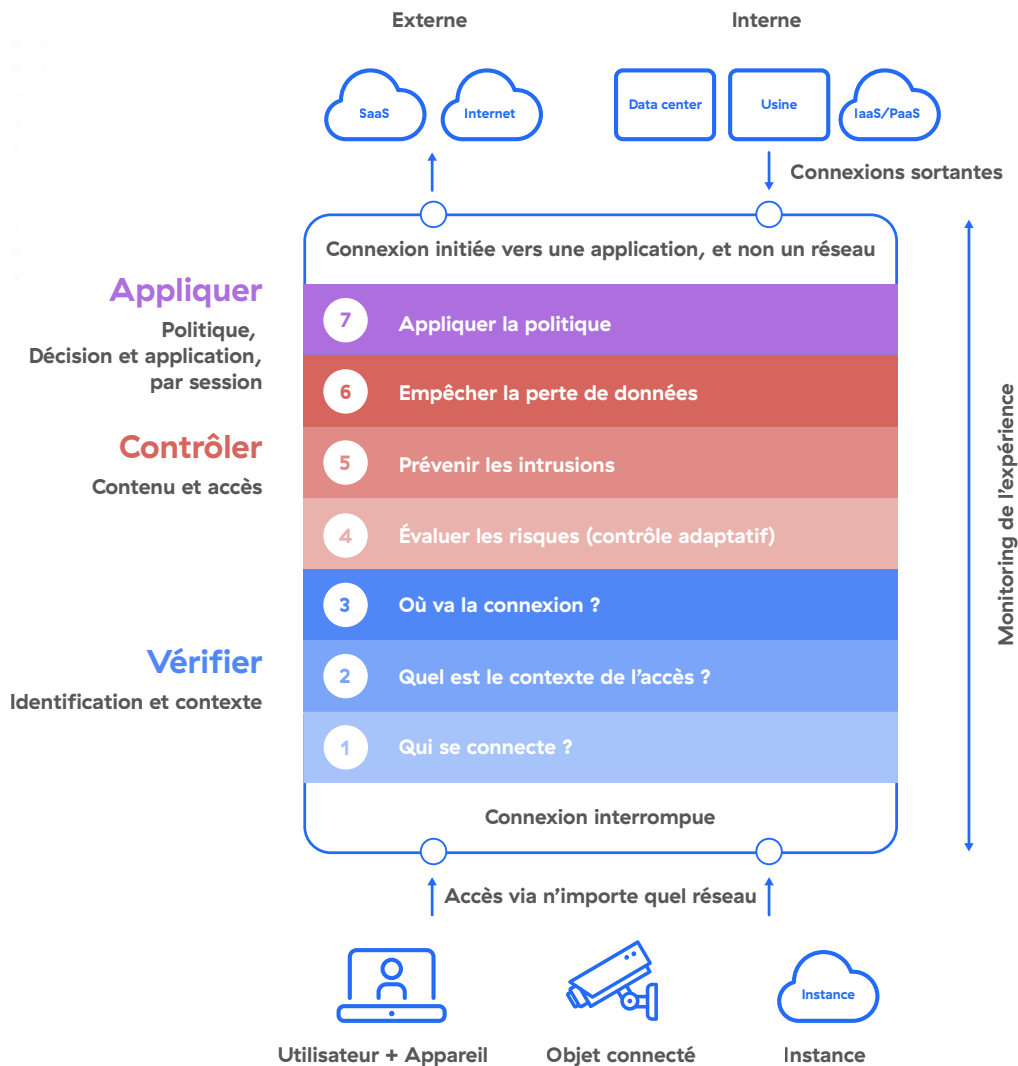 Externe
Interne
SaaS
Internet
Data center
Usine
IaaS/PaaS
Connexions sortantes
Connexion initiée vers une application, et non un réseau
Appliquer
Politique,
Décision et application,
par session
7
Appliquer la politique
6
Empêcher la perte de données
Contrôler
Contenu et accès
5
Prévenir les intrusions
4
Évaluer les risques (contrôle adaptatif)
3
Où va la connexion ?
Vérifier
Identification et contexte
2
Quel est le contexte de l'accès ?
1
Qui se connecte ?
Monitoring de l'expérience
Connexion interrompue
Accès via n'importe quel réseau
Instance
Utilisateur + Appareil
Objet connecté
Instance